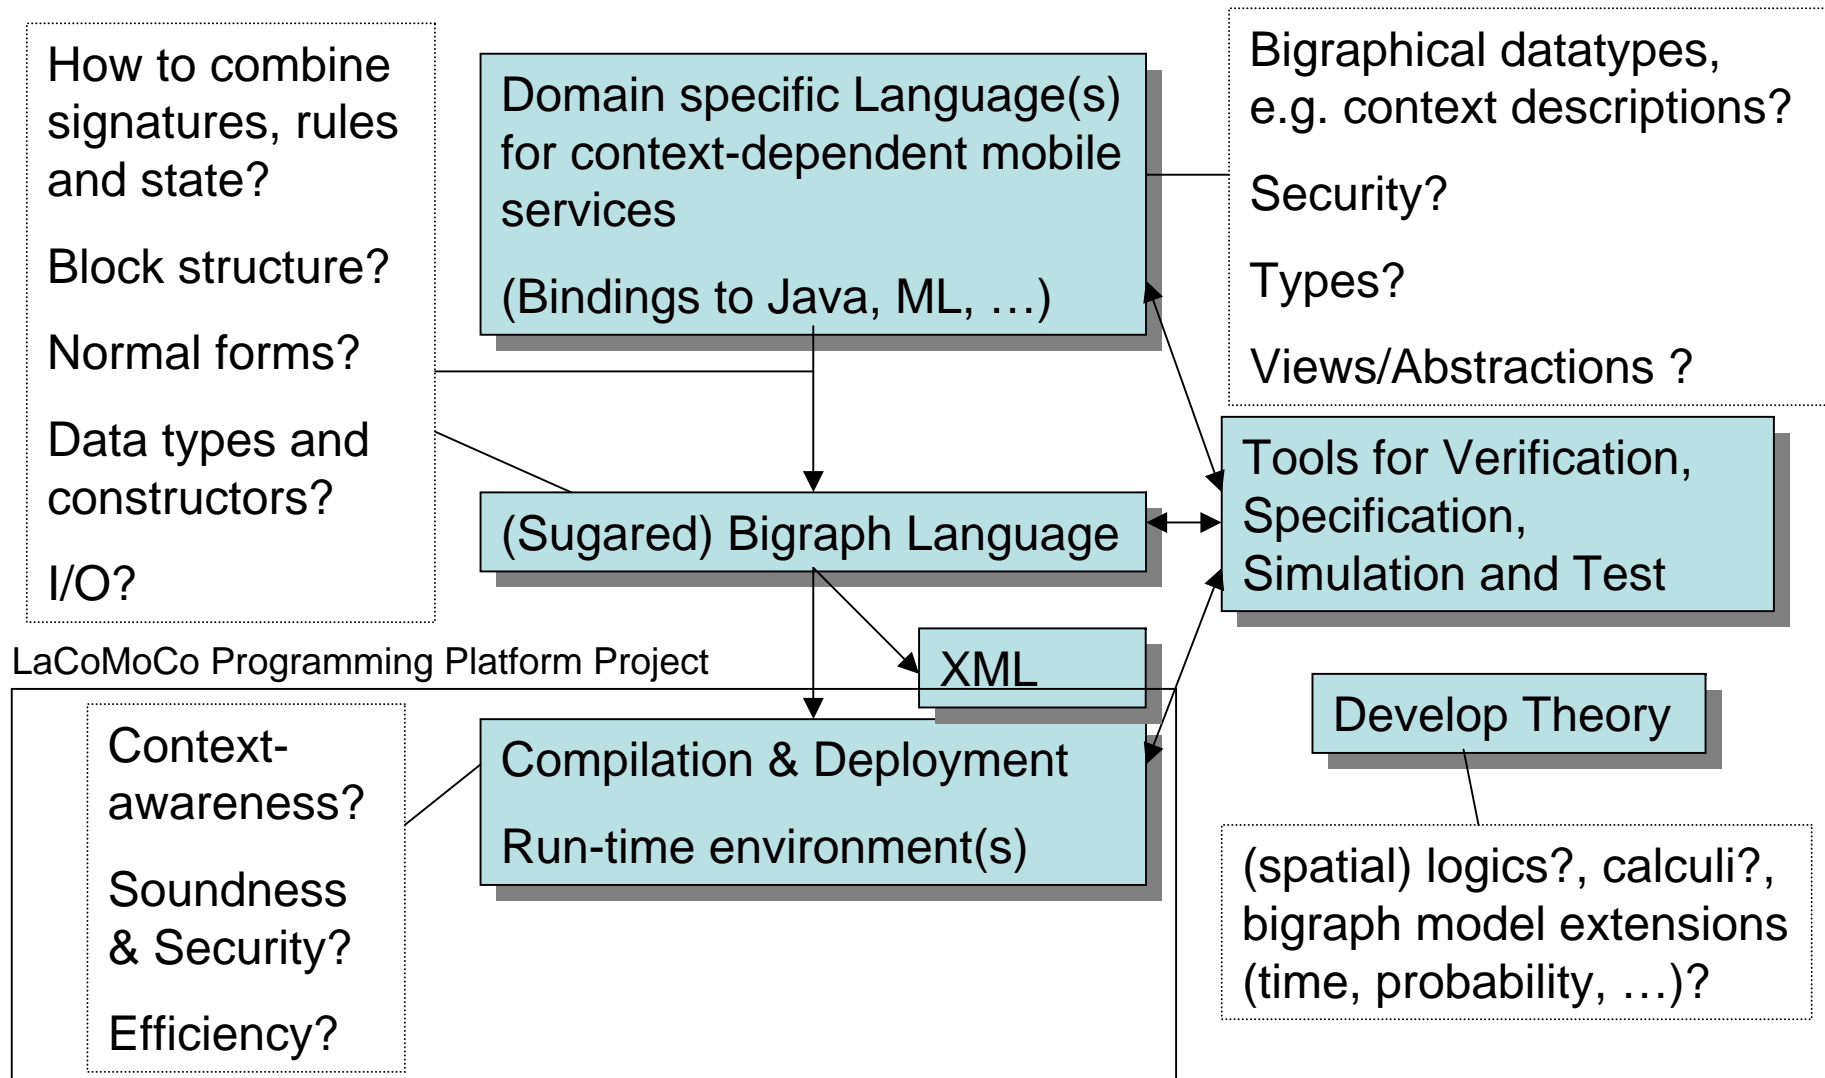 How to combine
signatures, rules
and state?
Block structure?
Normal forms?
Data types and
constructors?
I/O?
Domain specific Language(s)
for context-dependent mobile
services
(Bindings to Java, ML, …)
Bigraphical datatypes,
e.g. context descriptions?
Security?
Types?
Views/Abstractions ?
(Sugared) Bigraph Language
Tools for Verification,
Specification,
Simulation and Test
LaCoMoCo Programming Platform Project
XML
Context-
awareness?
Soundness
& Security?
Efficiency?
Compilation & Deployment
Run-time environment(s)
Develop Theory
(spatial) logics?, calculi?,
bigraph model extensions
(time, probability, …)?